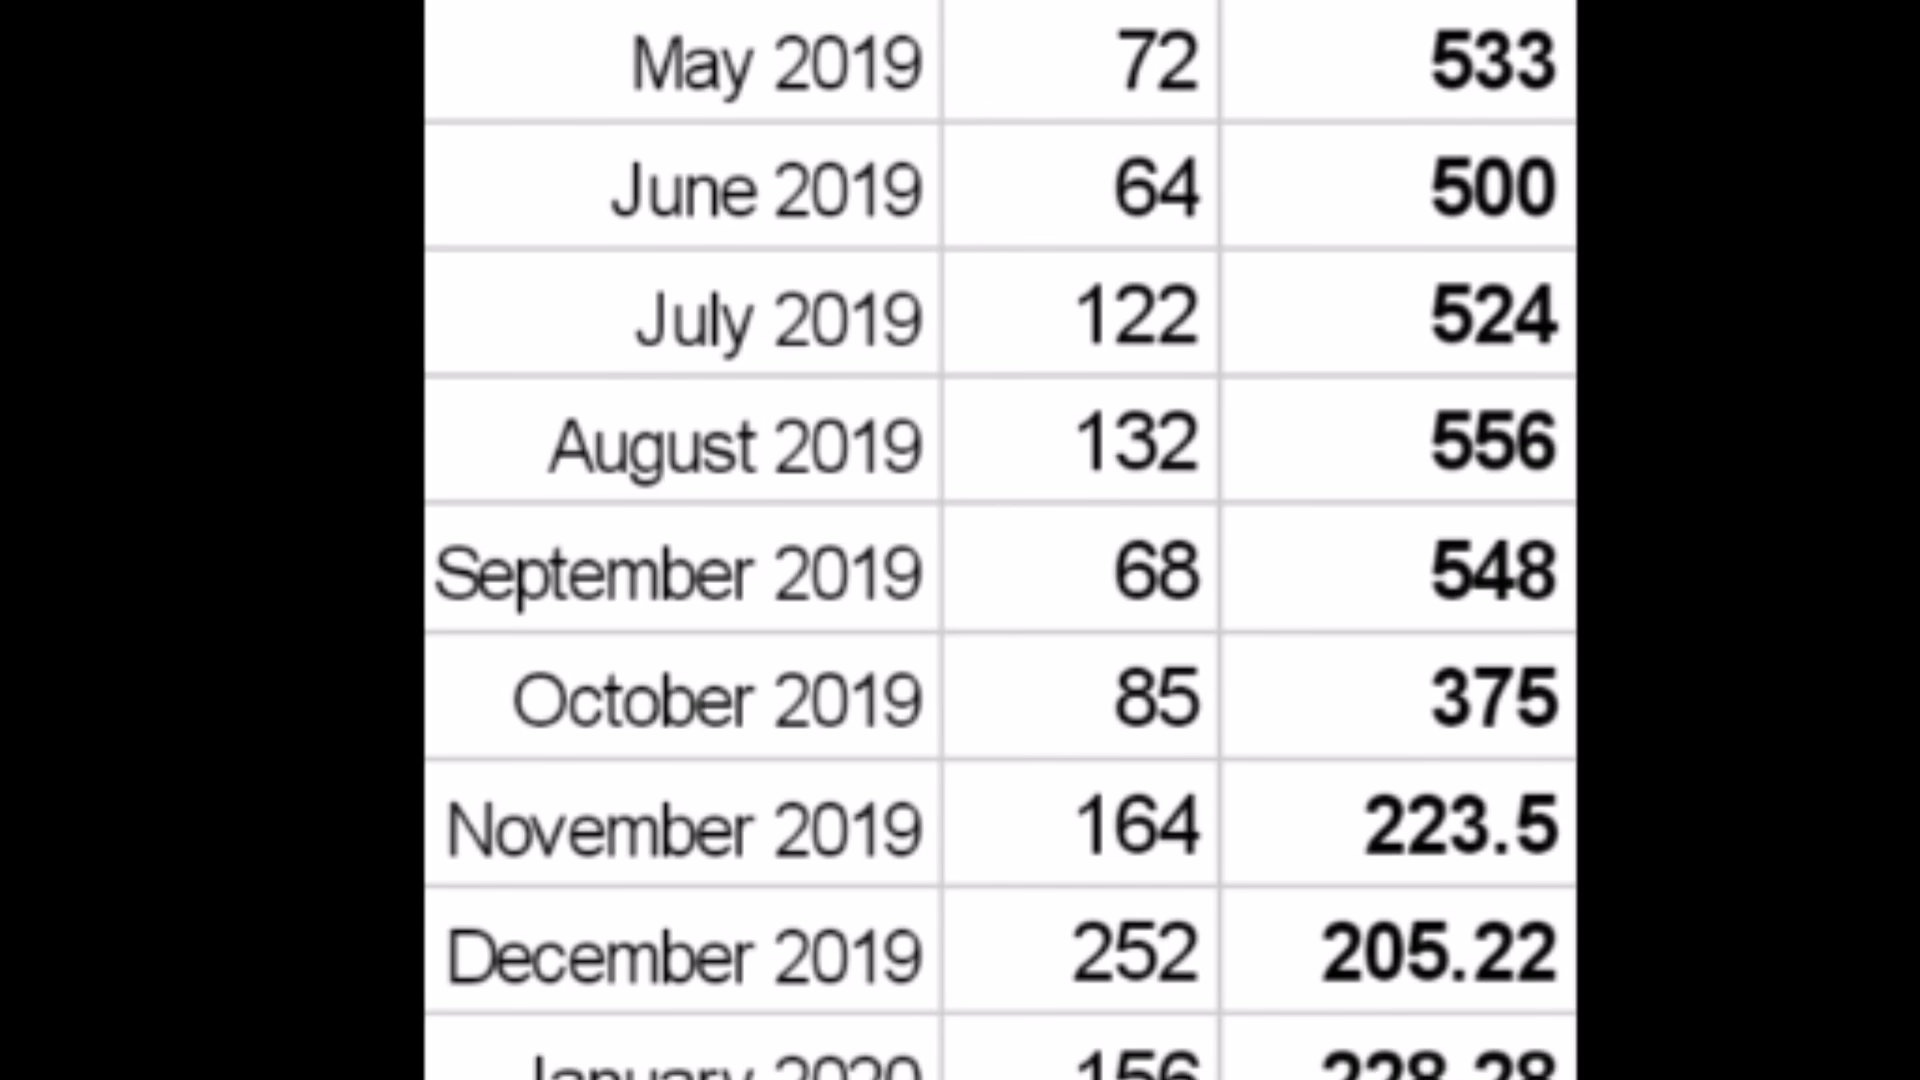 May 2019 72 533
June 2019 64 500
July 2019 122 524
August 2019 132 556
September 2019 68 548
October 2019 85 375
November 2019 164 223.5
December 2019 252 205.22
January 2020 156 228.28